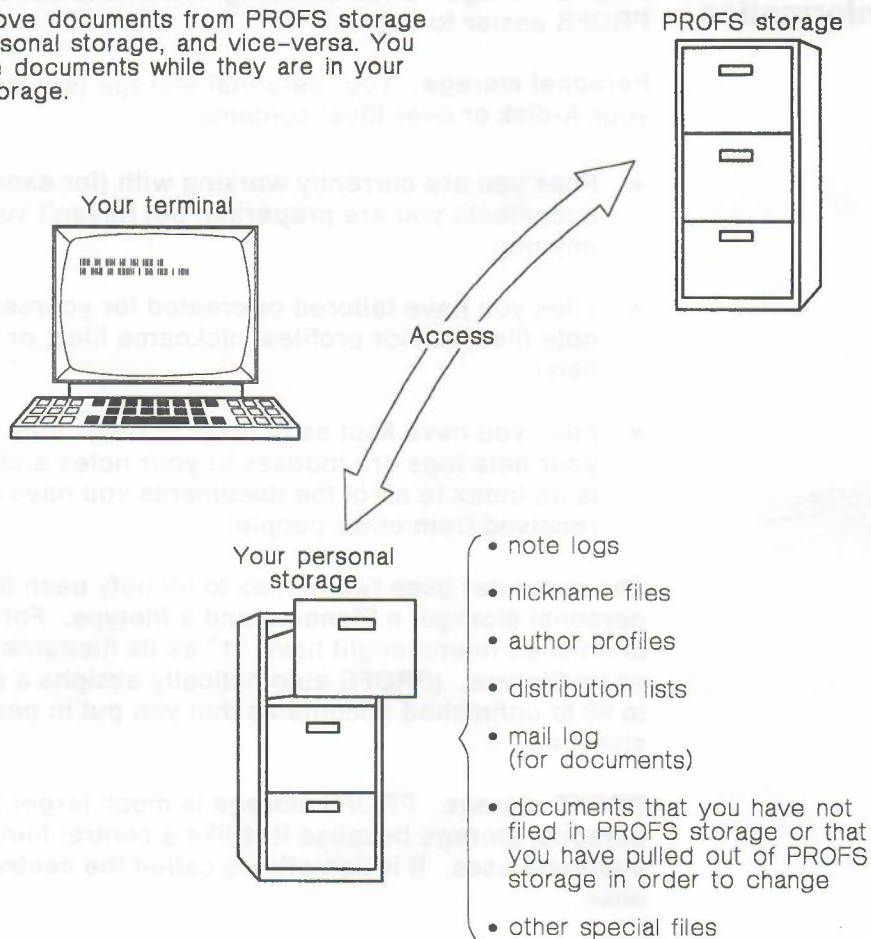 ove documents from PROFS storage
rsonal storage, and vice-versa. You
e documents while they are in your
orage.
PROFS storage
Your terminal
Access
Your personal
storage
• note logs
• nickname files
• author profiles
• distribution lists
• mail log
(for documents)
documents that you have not
filed in PROFS storage or that
you have pulled out of PROFS
storage in order to change
• other special files